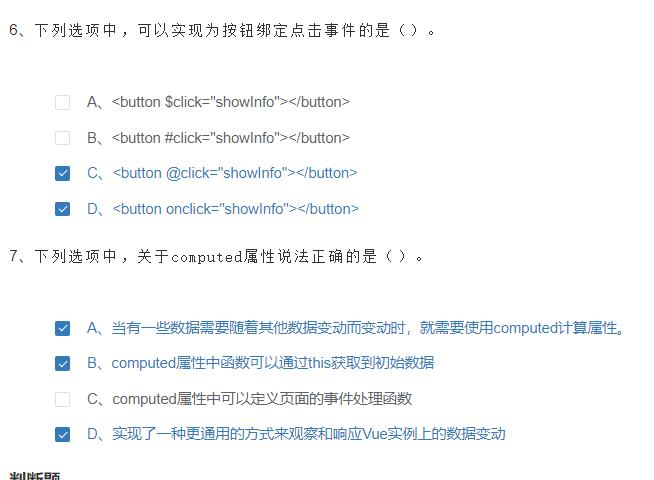 6、下列选项中，可以实现为按钮绑定点击事件的是（）。
A、<button $click="showInfo"></button>
B、<button #click="showInfo"></button>
C、<button @click="showInfo"></button>
D、<button onclick="showInfo"></button>
7、下列选项中，关于computed属性说法正确的是（）。
A、当有一些数据需要随着其他数据变动而变动时，就需要使用computed计算属性。
B、computed属性中函数可以通过this获取到初始数据
C、computed属性中可以定义页面的事件处理函数
D、实现了一种更通用的方式来观察和响应Vue实例上的数据变动
判断题